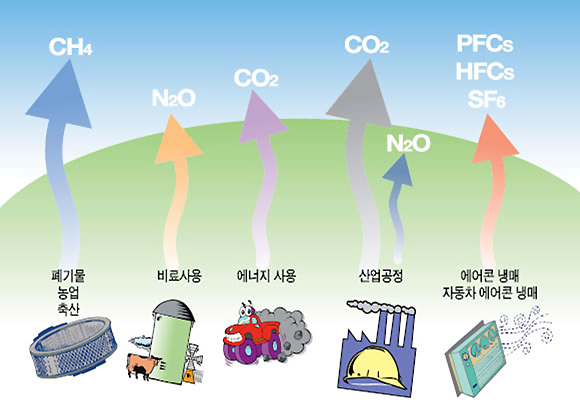 CH4
N2O
CO2
CO2
N2O
PFCs
HFCs
SF6
폐기물
농업
축산
비료사용
에너지 사용
산업공정
에어콘 냉매
자동차 에어콘 냉매